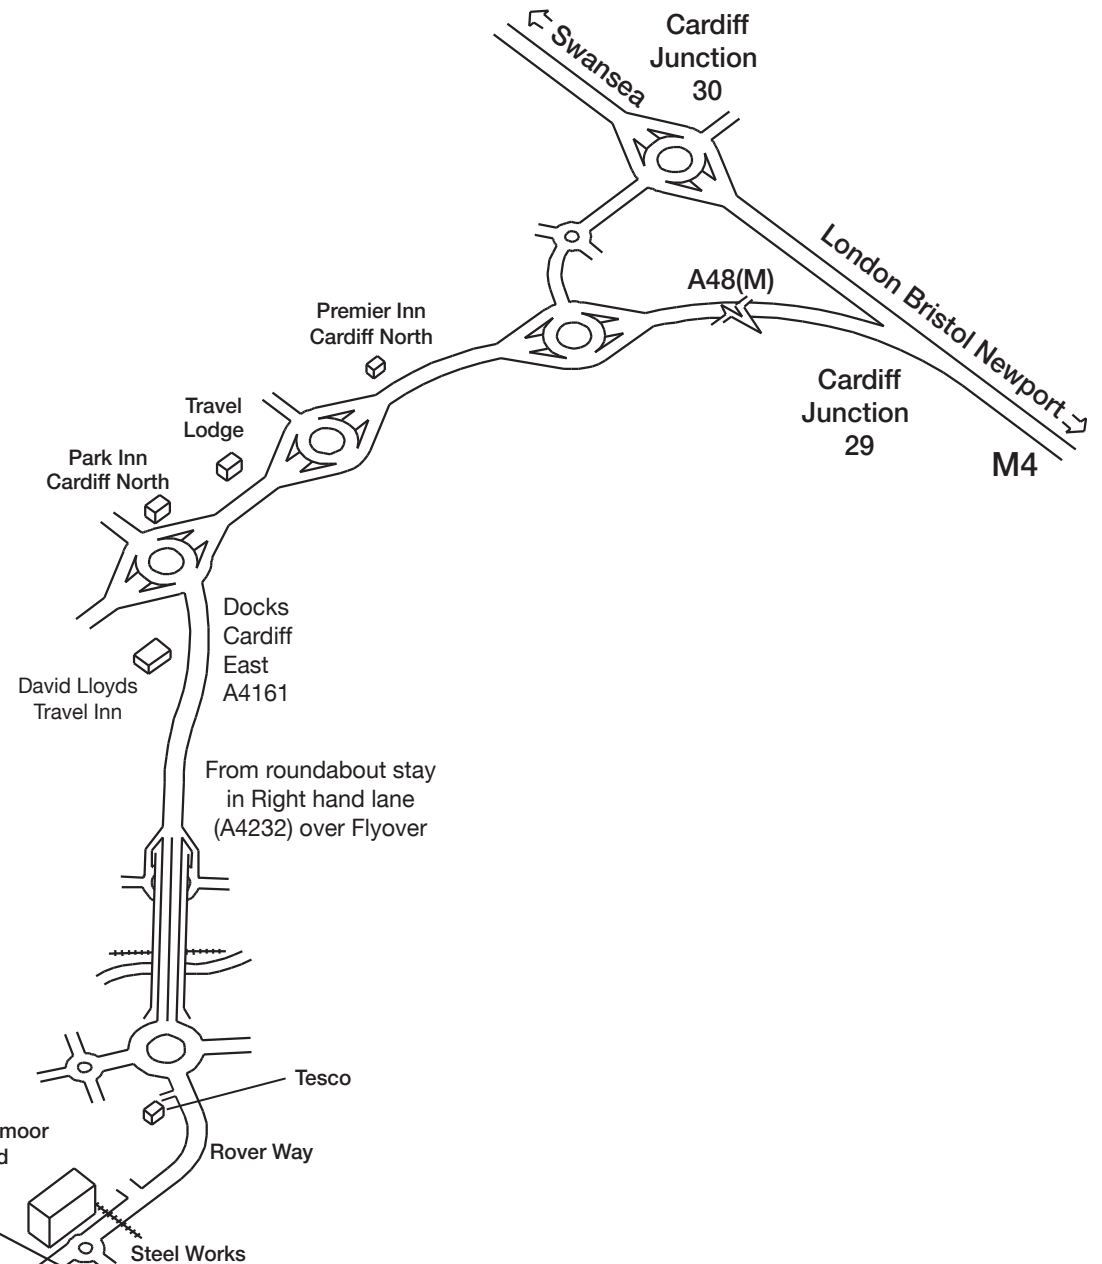 Cardiff
Junction
30
Swansea
London Bristol Newport
A48(M)
Premier Inn
Cardiff North
Cardiff
Junction
29
M4
Travel
Lodge
Park Inn
Cardiff North
Docks
Cardiff
East
A4161
David Lloyds
Travel Inn
From roundabout stay
in Right hand lane
(A4232) over Flyover
Tesco
moor
d
Rover Way
Steel Works